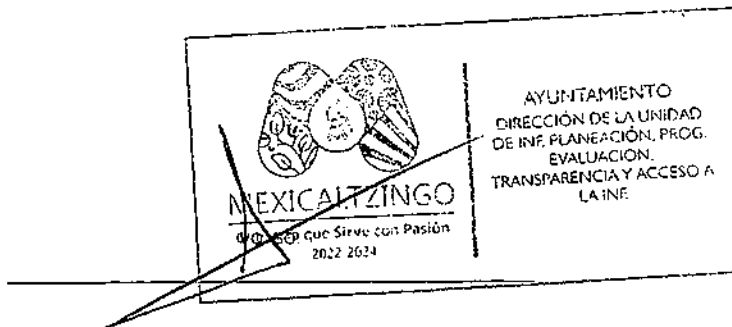 MEXICALTZINGO
que Sirve con Pasión
2022-2024
AYUNTAMIENTO
DIRECCIÓN DE LA UNIDAD
DE INF. PLANEACIÓN, PROG.
EVALUACIÓN,
TRANSPARENCIA Y ACCESO A
LA INF.